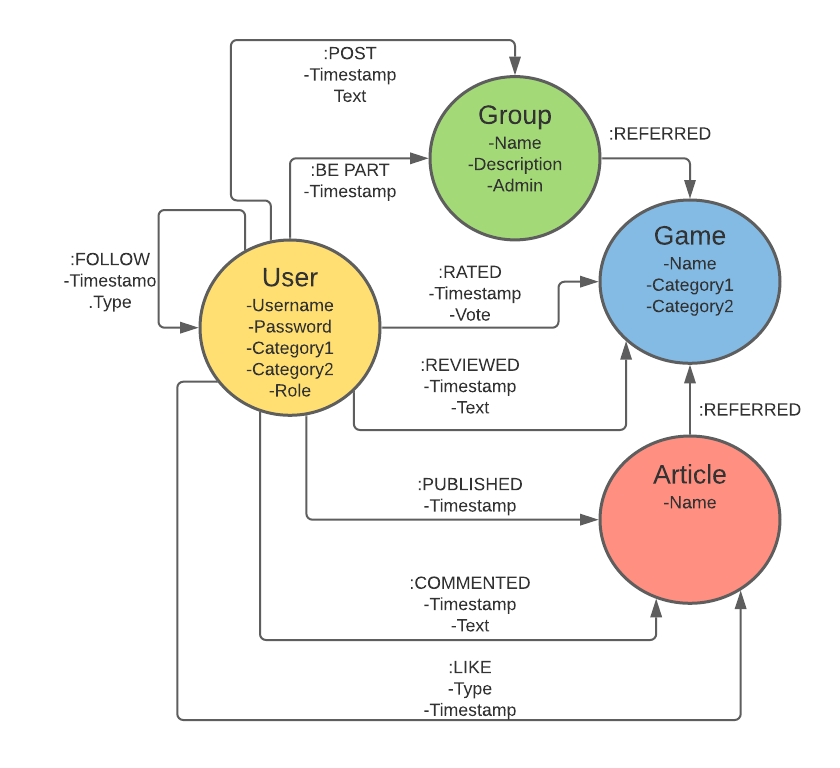 :POST
-Timestamp
Text
Group
-Name
-Description
-Admin
:REFERRED
:BE PART
-Timestamp
:FOLLOW
-Timestamo
.Type
User
-Username
-Password
-Category1
-Category2
-Role
:RATED
-Timestamp
-Vote
Game
-Name
-Category1
-Category2
:REVIEWED
-Timestamp
-Text
:REFERRED
:PUBLISHED
-Timestamp
Article
-Name
:COMMENTED
-Timestamp
-Text
:LIKE
-Type
-Timestamp